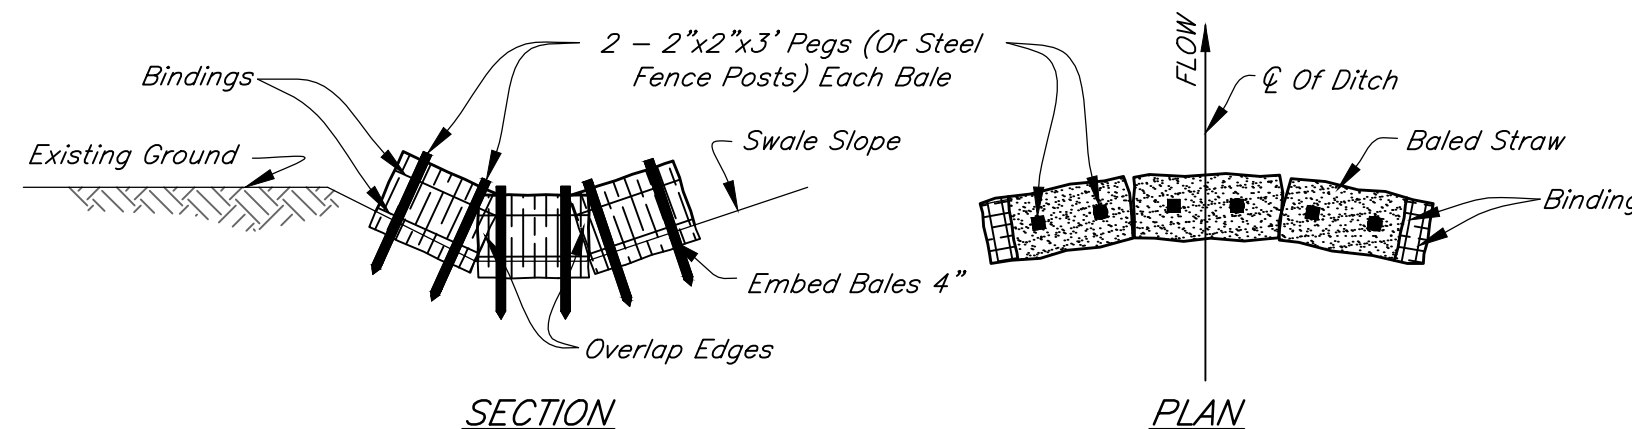 2 - 2"x2"x3' Pegs (Or Steel
Fence Posts) Each Bale
Bindings
Existing Ground
Swale Slope
Embed Bales 4"
Overlap Edges
SECTION
FLOW
℄ Of Ditch
Baled Straw
Binding
PLAN